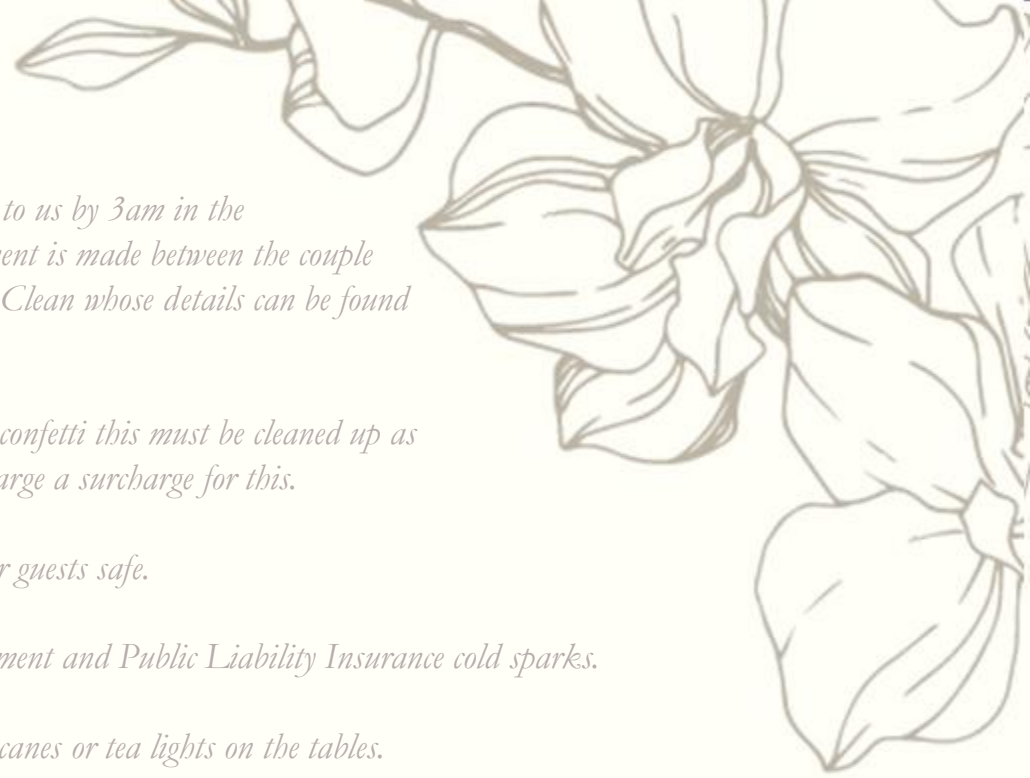 to us by 3am in the
ent is made between the couple
Clean whose details can be found
confetti this must be cleaned up as
arge a surcharge for this.
r guests safe.
ment and Public Liability Insurance cold sparks.
canes or tea lights on the tables.